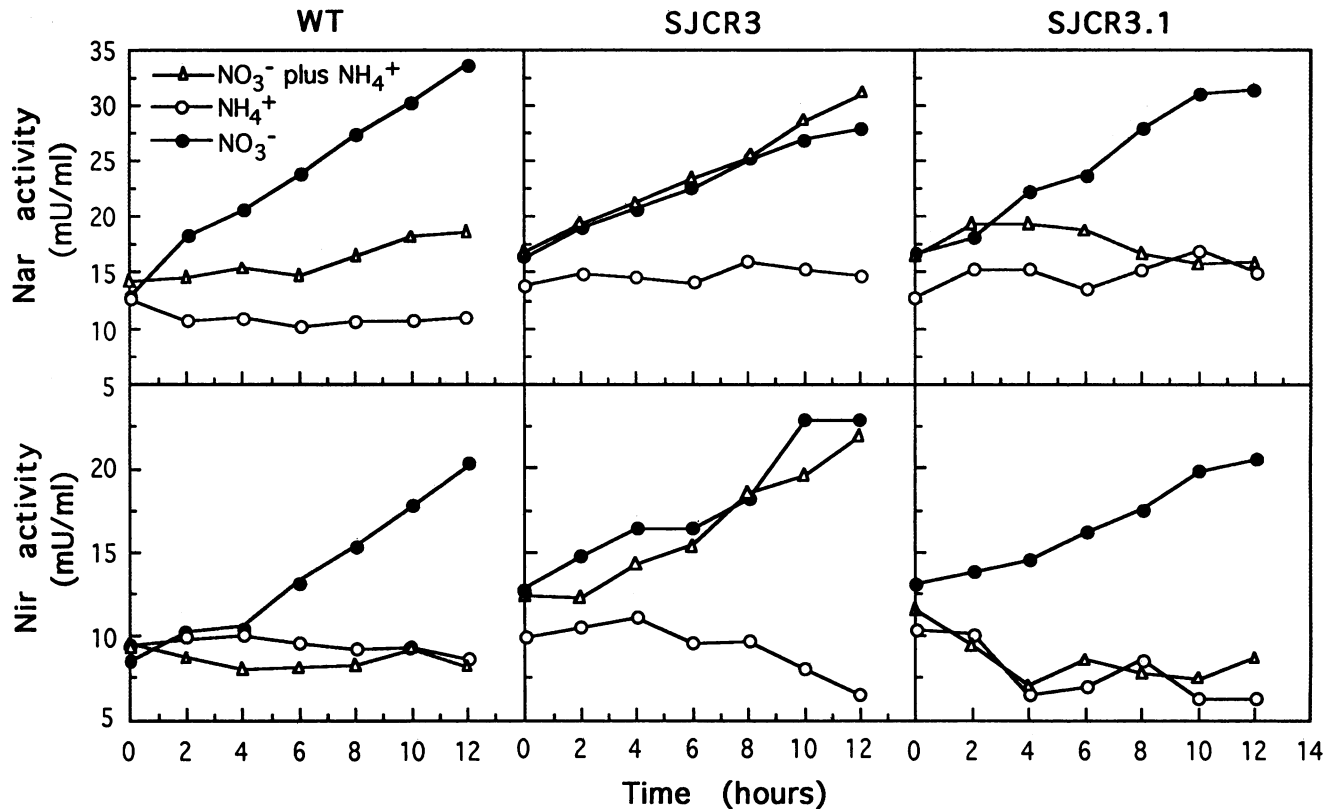 WT SJCR3 SJCR3.1
Nar activity
(mU/ml)
35
30
25
20
15
10
5
NO₃⁻ plus NH₄⁺
NH₄⁺
NO₃⁻
Nir activity
(mU/ml)
20
15
10
5
0 2 4 6 8 10 12 0 2 4 6 8 10 12 0 2 4 6 8 10 12 14
Time (hours)